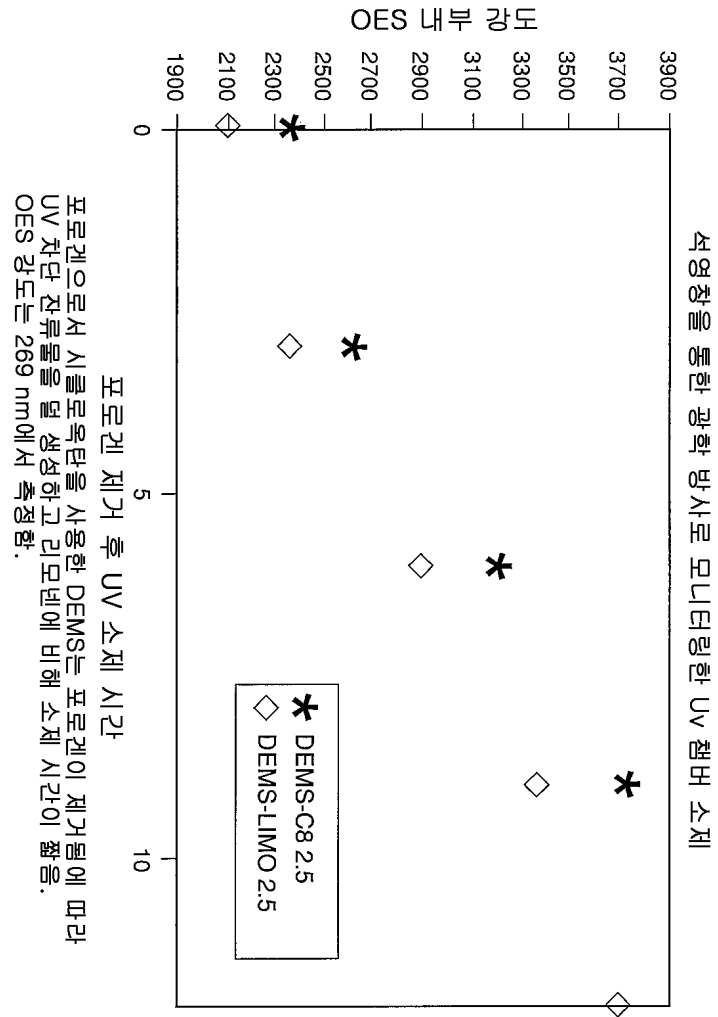 석영창을 통한 광학 방사로 모니터링한 Uv 챔버 소제
OES 내부 강도
3900
3700
3500
3300
3100
2900
2700
2500
2300
2100
1900
0
5
10
DEMS-C8 2.5
DEMS-LIMO 2.5
포로겐 제거 후 UV 소제 시간
포로겐으로서 시클로옥탄을 사용한 DEMS는 포로겐이 제거됨에 따라
UV 차단 잔류물을 덜 생성하고 리모넨에 비해 소제 시간이 짧음.
OES 강도는 269 nm에서 측정함.